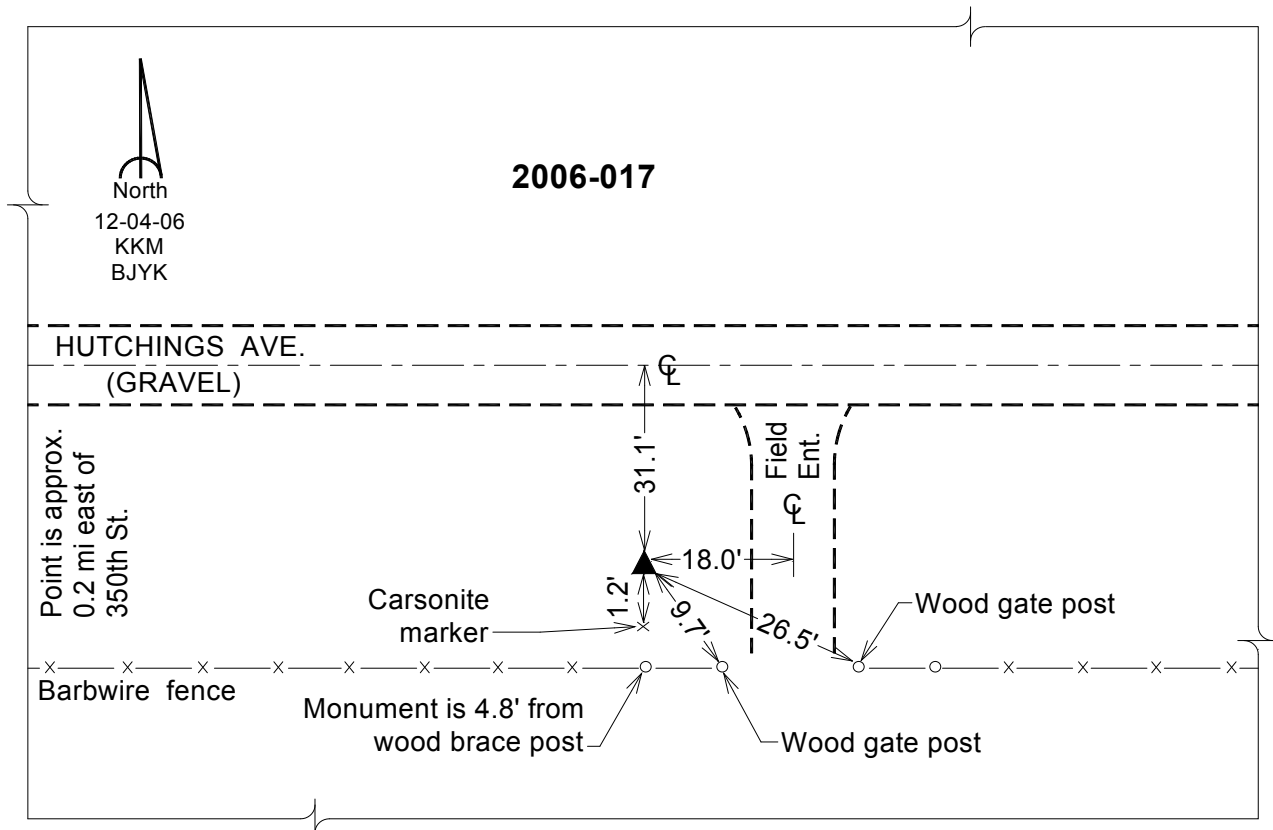 2006-017
North
12-04-06
KKM
BJYK
HUTCHINGS AVE.
(GRAVEL)
℄
Point is approx.
0.2 mi east of
350th St.
31.1'
Field
Ent.
℄
18.0'
1.2'
9.7'
26.5'
Carsonite
marker
Wood gate post
Barbwire fence
Monument is 4.8' from
wood brace post
Wood gate post